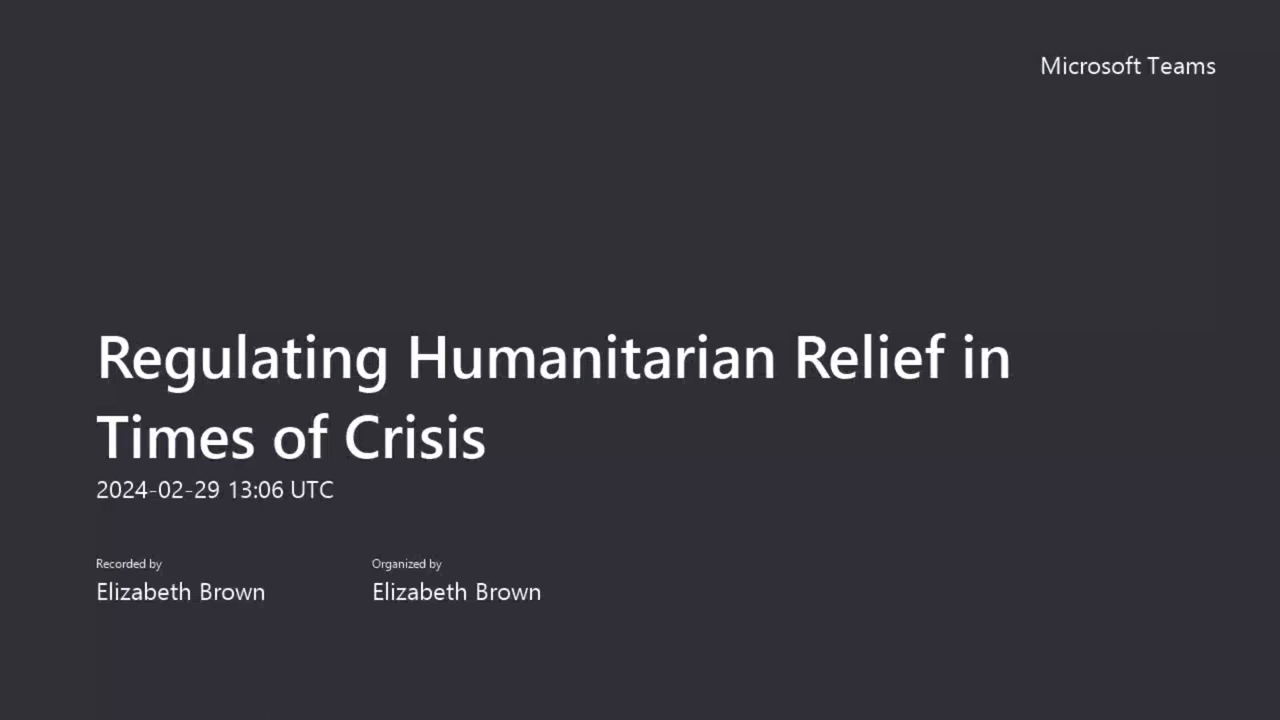 Microsoft Teams
Regulating Humanitarian Relief in
Times of Crisis
2024-02-29 13:06 UTC
Recorded by
Elizabeth Brown
Organized by
Elizabeth Brown